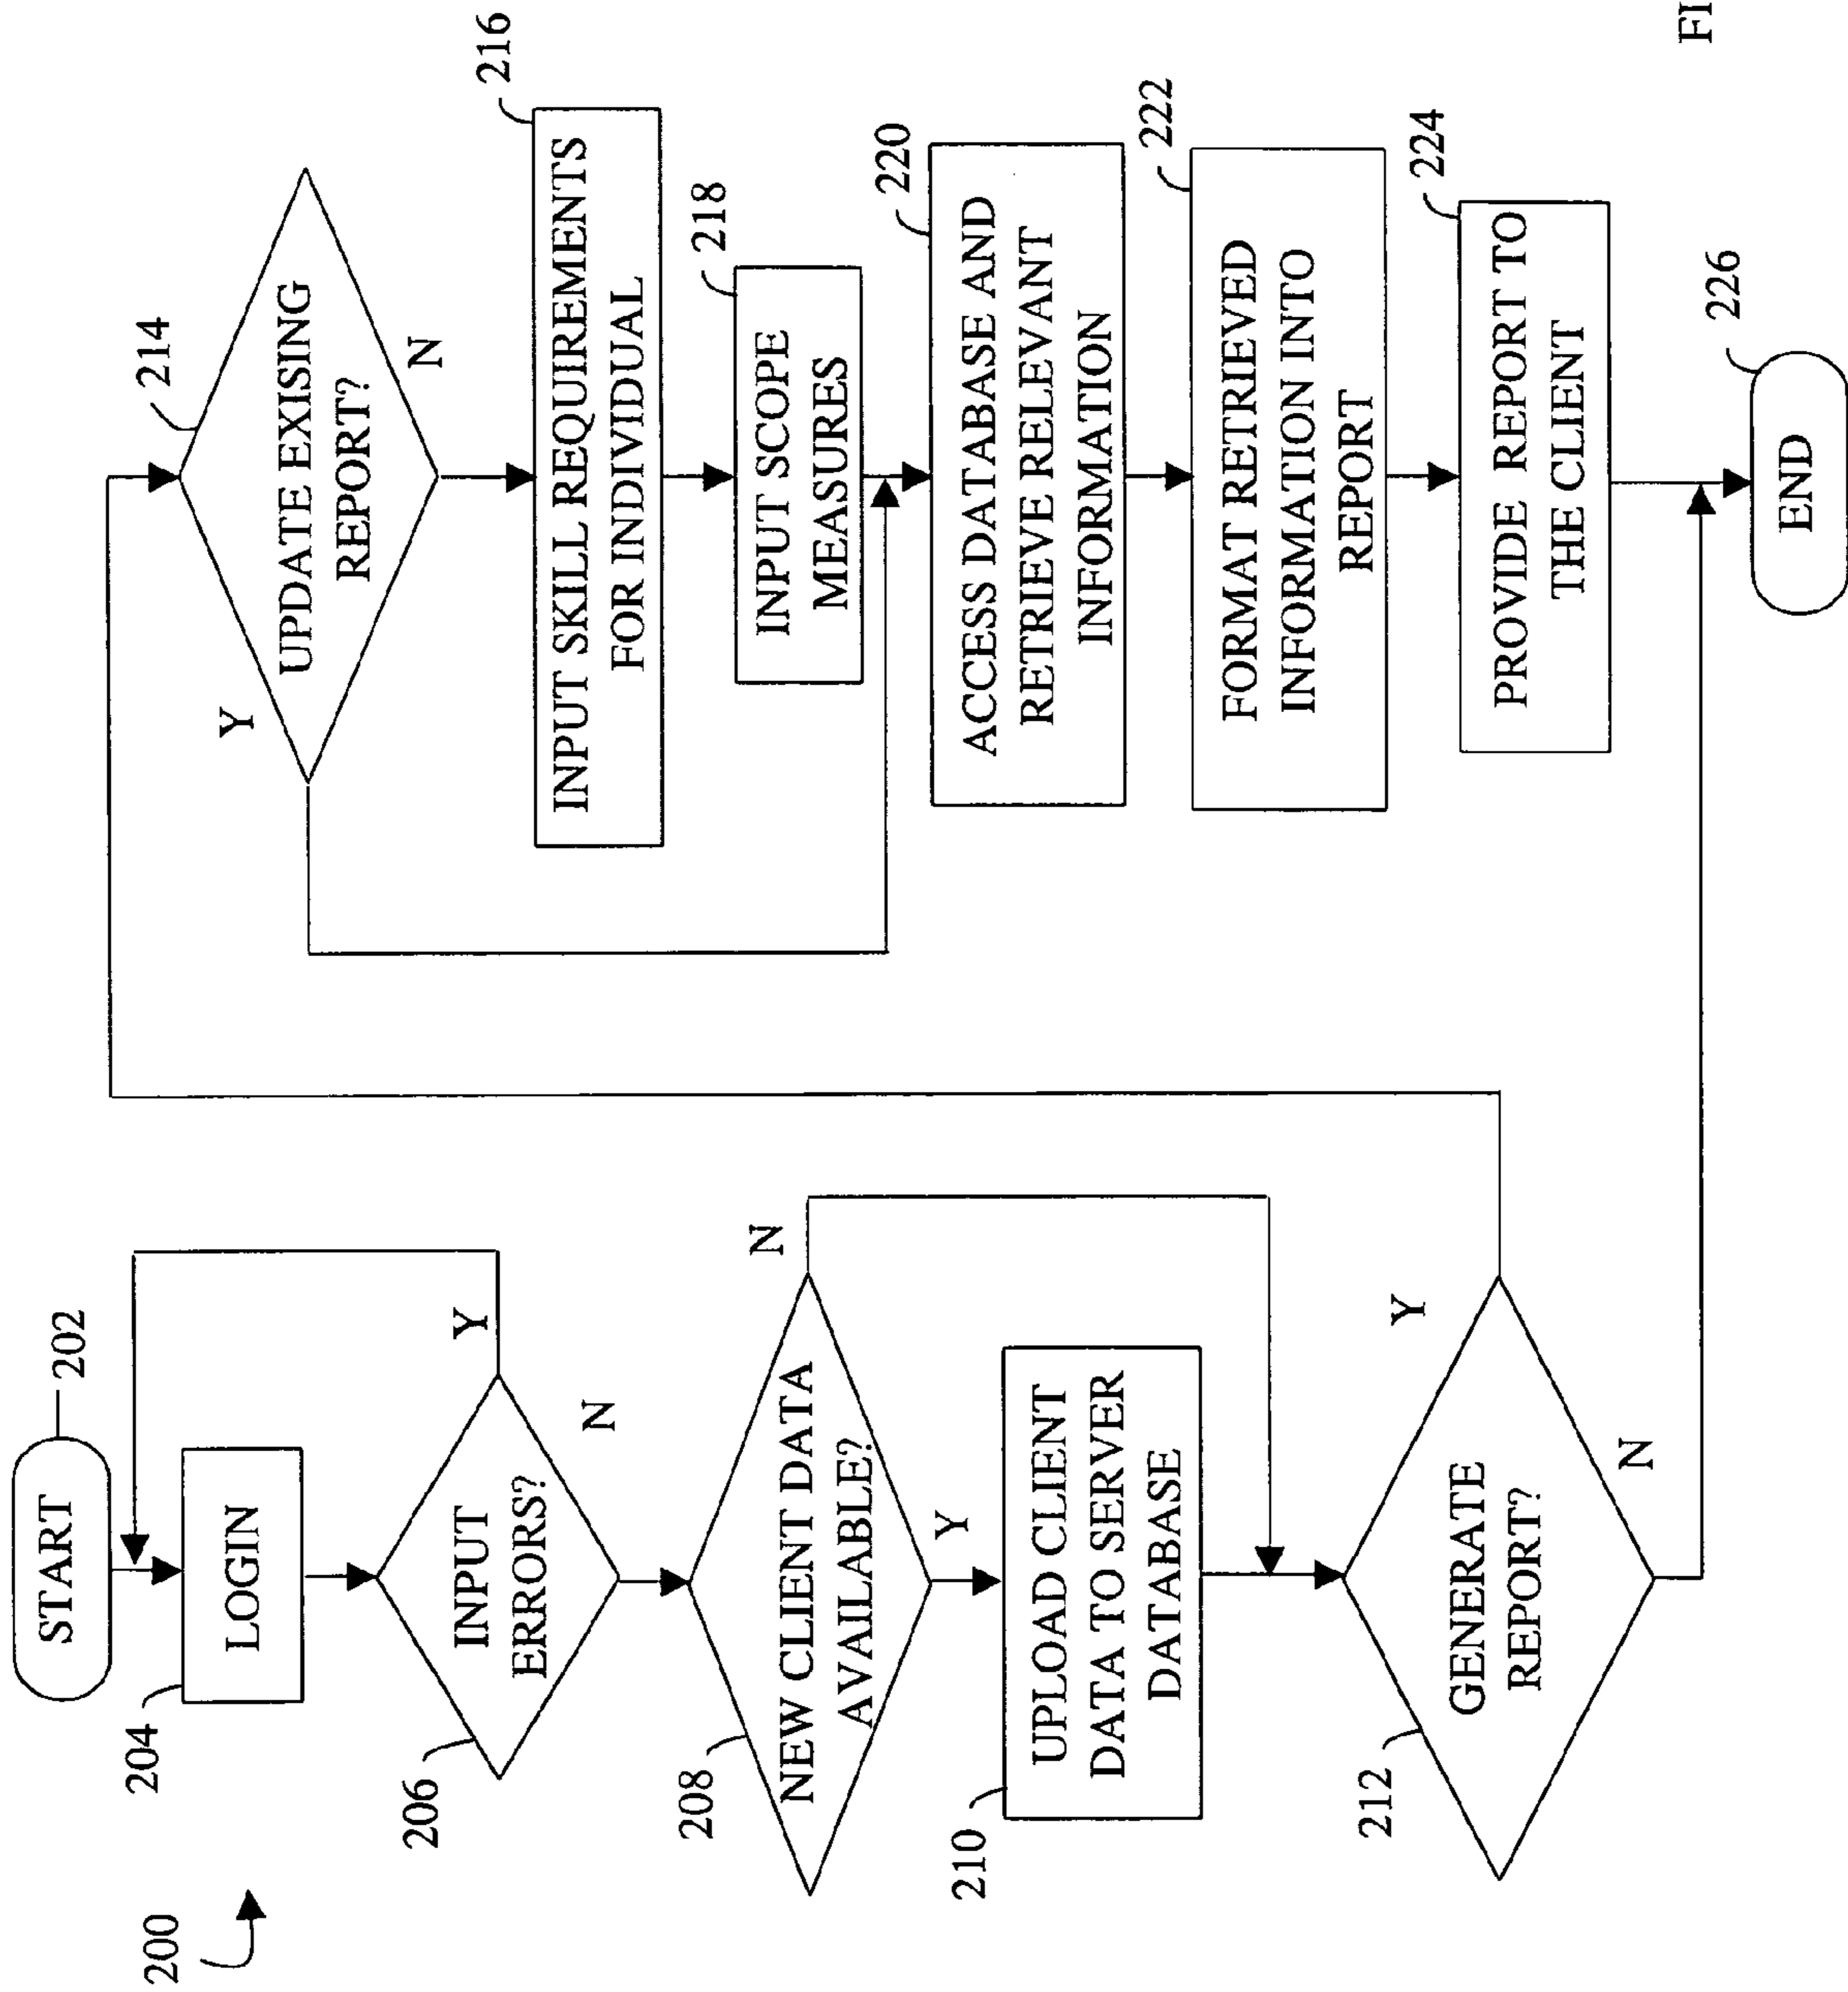 200
START
202
204
LOGIN
206
INPUT
ERRORS?
Y
N
208
NEW CLIENT DATA
AVAILABLE?
N
Y
210
UPLOAD CLIENT
DATA TO SERVER
DATABASE
212
GENERATE
REPORT?
Y
N
214
UPDATE EXISING
REPORT?
Y
N
216
INPUT SKILL REQUIREMENTS
FOR INDIVIDUAL
218
INPUT SCOPE
MEASURES
220
ACCESS DATABASE AND
RETRIEVE RELEVANT
INFORMATION
222
FORMAT RETRIEVED
INFORMATION INTO
REPORT
224
PROVIDE REPORT TO
THE CLIENT
226
END
FI